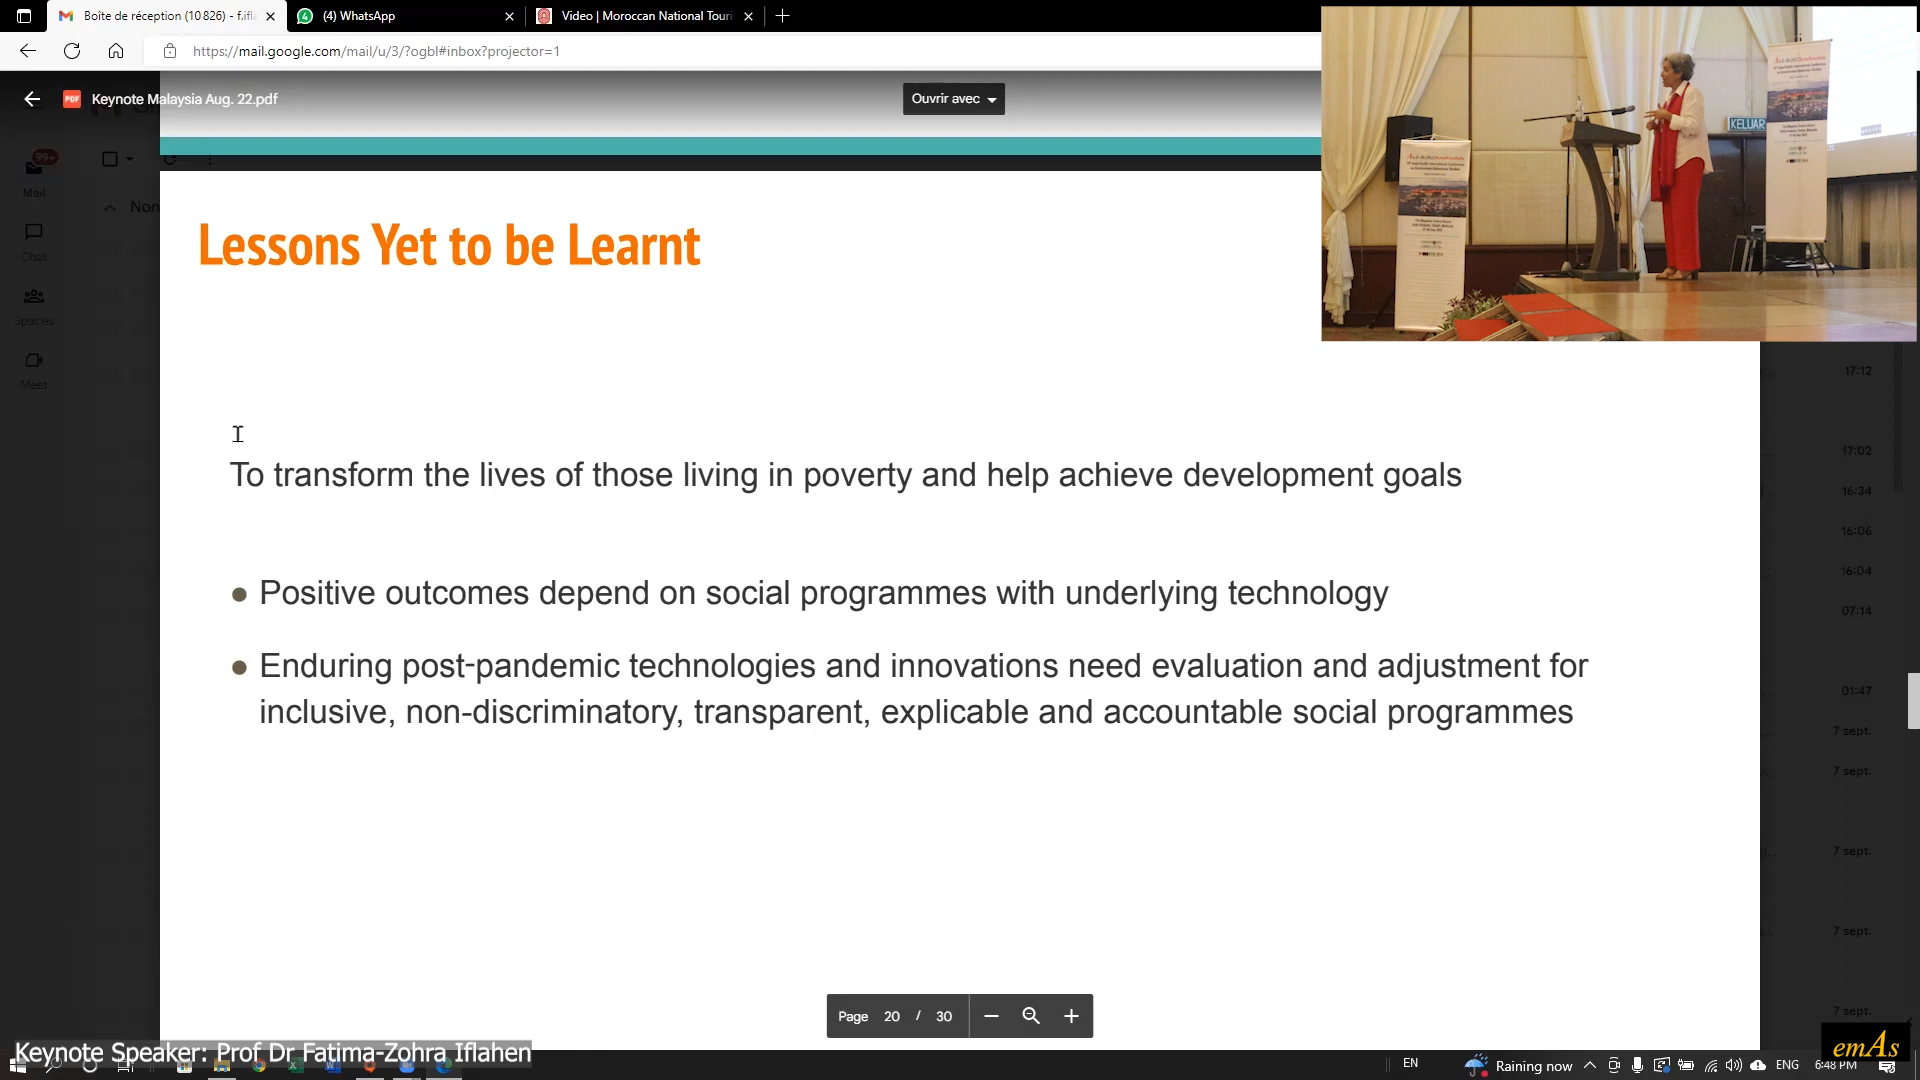 Boîte de réception (10 826) - f.ifla
(4) WhatsApp
Video | Moroccan National Touri
https://mail.google.com/mail/u/3/?ogbl#inbox?projector=1
PDF
Keynote Malaysia Aug. 22.pdf
Ouvrir avec
99+
Mail
Chat
Spaces
Meet
Non
KELUAR
Lessons Yet to be Learnt
To transform the lives of those living in poverty and help achieve development goals
Positive outcomes depend on social programmes with underlying technology
Enduring post-pandemic technologies and innovations need evaluation and adjustment for
inclusive, non-discriminatory, transparent, explicable and accountable social programmes
17:12
17:02
16:34
16:06
16:04
07:14
01:47
7 sept.
7 sept.
7 sept.
7 sept.
7 sept.
Page 20 / 30
Keynote Speaker: Prof Dr Fatima-Zohra Iflahen
emAs
EN
Raining now
ENG
6:48 PM